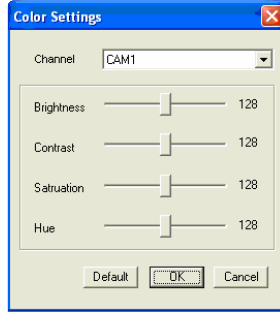 Color Settings
Channel CAM1
Brightness 128
Contrast 128
Satruation 128
Hue 128
Default OK Cancel